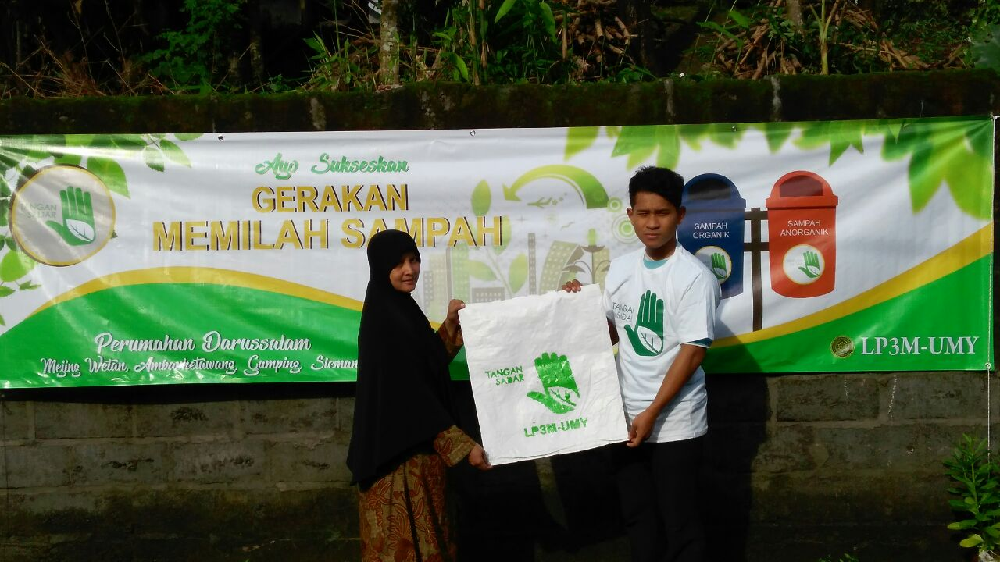 Ayo Sukseskan
GERAKAN
MEMILAH SAMPAH
TANGAN
SADAR
SAMPAH
ORGANIK
SAMPAH
ANORGANIK
Perumahan Darussalam
Mejing Wetan, Ambarketawang, Gamping, Sleman
LP3M-UMY
TANGAN
SADAR
TANGAN
SADAR
LP3M-UMY